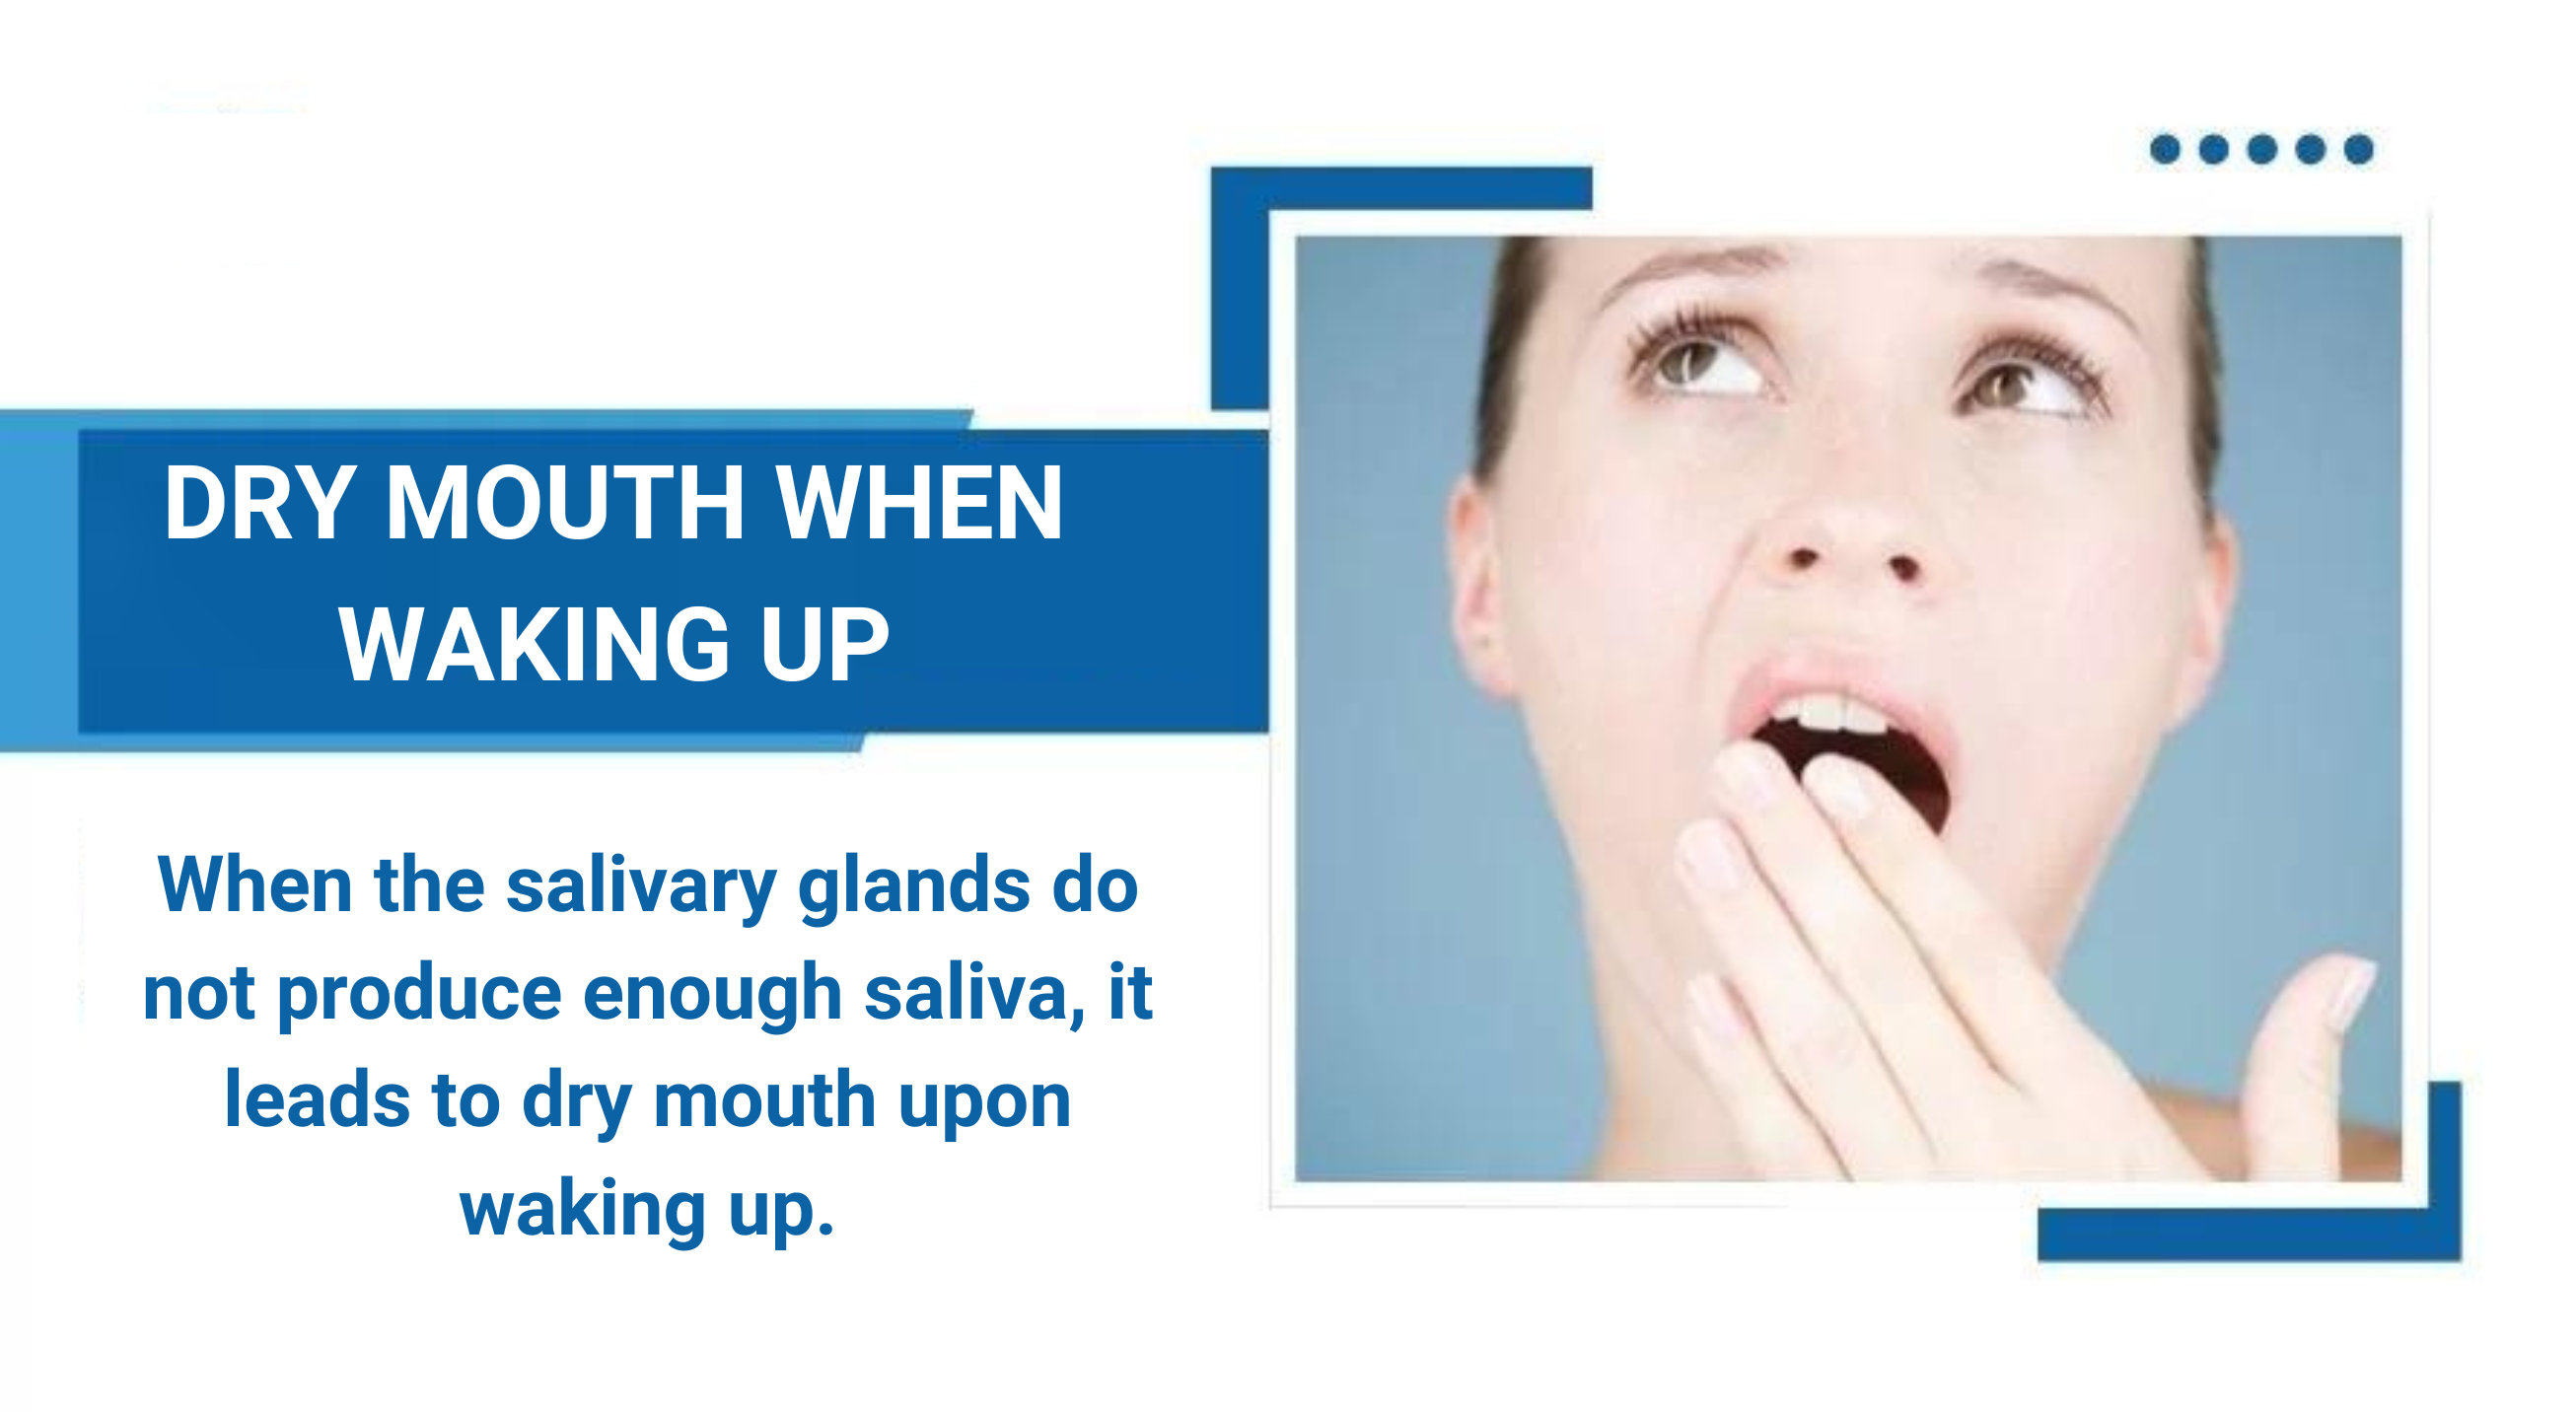 DRY MOUTH WHEN
WAKING UP
When the salivary glands do
not produce enough saliva, it
leads to dry mouth upon
waking up.